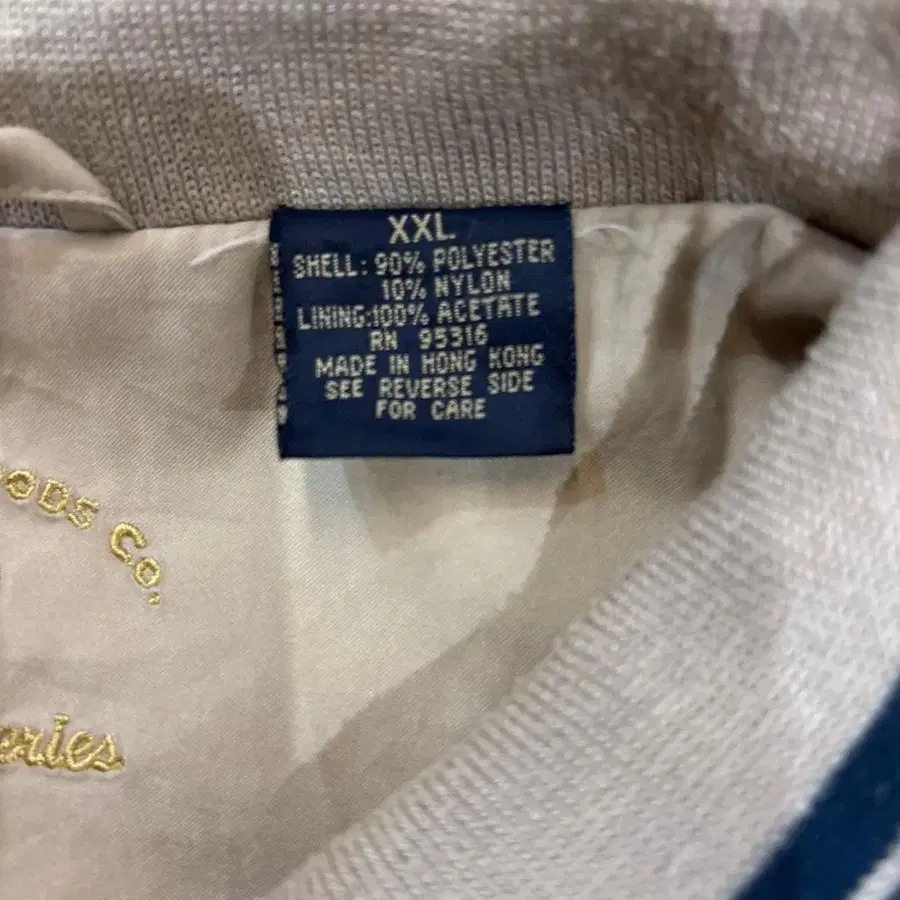 XXL
SHELL: 90% POLYESTER
10% NYLON
LINING:100% ACETATE
RN 95316
MADE IN HONG KONG
SEE REVERSE SIDE
FOR CARE
OODS CO.
eries